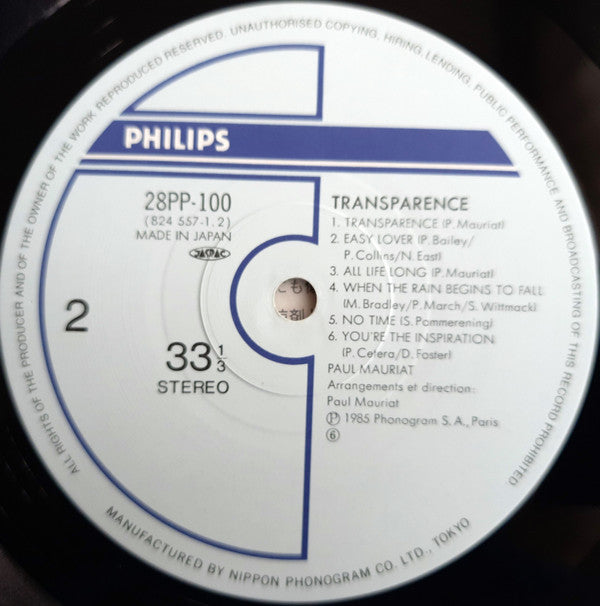 ALL RIGHTS OF THE PRODUCER AND OF THE OWNER OF THE WORK REPRODUCED RESERVED. UNAUTHORISED COPYING, HIRING, LENDING, PUBLIC PERFORMANCE AND BROADCASTING OF THIS RECORD PROHIBITED
PHILIPS
28PP-100
(824 557-1.2)
MADE IN JAPAN
JASRAC
2
33 1/3
STEREO
TRANSPARENCE
1. TRANSPARENCE (P. Mauriat)
2. EASY LOVER (P. Bailey/
P. Collins/N. East)
3. ALL LIFE LONG (P. Mauriat)
4. WHEN THE RAIN BEGINS TO FALL
(M. Bradley/P. March/S. Wittmack)
5. NO TIME (S. Pommerening)
6. YOU'RE THE INSPIRATION
(P. Cetera/D. Foster)
PAUL MAURIAT
Arrangements et direction:
Paul Mauriat
Ⓟ 1985 Phonogram S.A., Paris
⑥
MANUFACTURED BY NIPPON PHONOGRAM CO. LTD., TOKYO